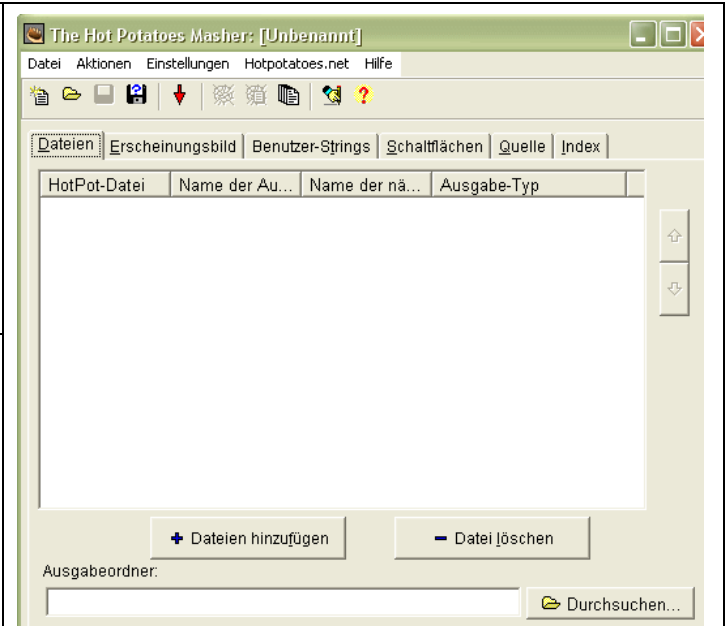 The Hot Potatoes Masher: [Unbenannt]
Datei Aktionen Einstellungen Hotpotatoes.net Hilfe
Dateien Erscheinungsbild Benutzer-Strings Schaltflächen Quelle Index
HotPot-Datei Name der Au... Name der nä... Ausgabe-Typ
+ Dateien hinzufügen - Datei löschen
Ausgabeordner:
Durchsuchen...